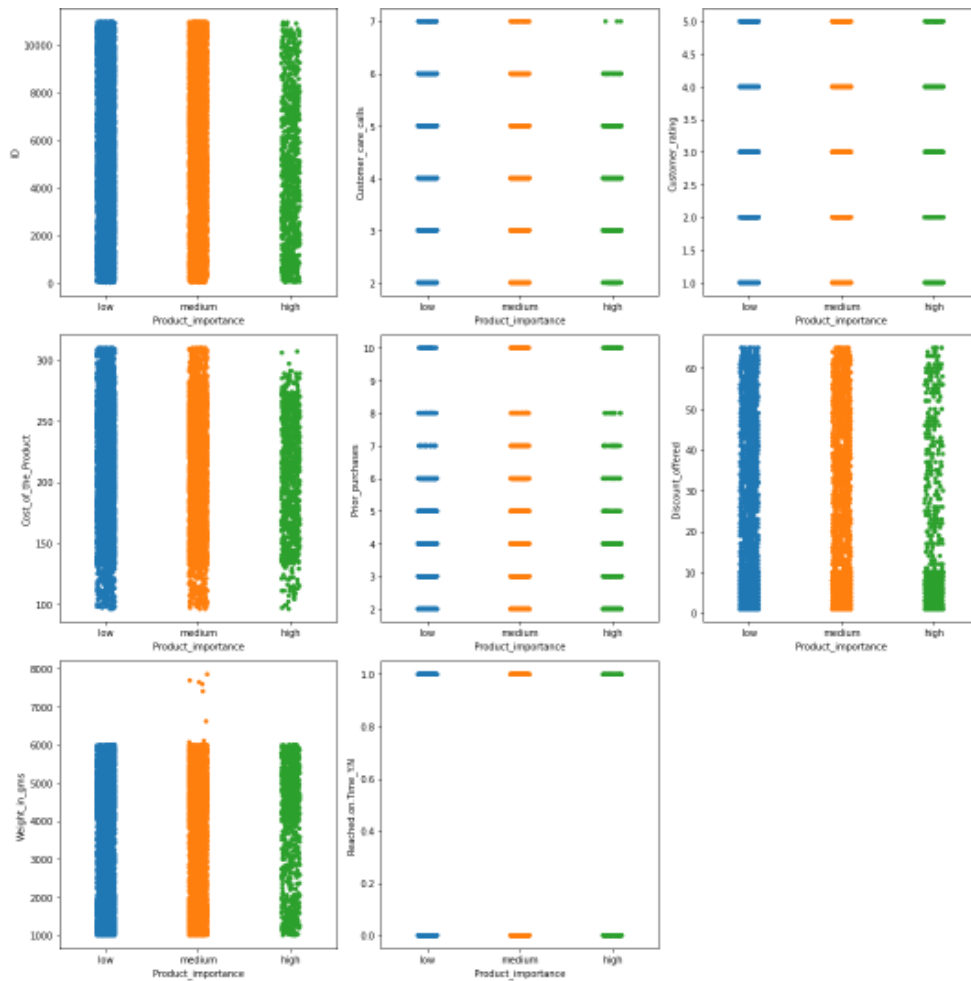 ID
10000
8000
6000
4000
2000
0
low medium high
Product_importance
Customer_care_calls
7
6
5
4
3
2
low medium high
Product_importance
Customer_rating
5.0
4.5
4.0
3.5
3.0
2.5
2.0
1.5
1.0
low medium high
Product_importance
Cost_of_the_Product
300
250
200
150
100
low medium high
Product_importance
Prior_purchases
10
9
8
7
6
5
4
3
2
low medium high
Product_importance
Discount_offered
60
50
40
30
20
10
0
low medium high
Product_importance
Weight_in_gms
8000
7000
6000
5000
4000
3000
2000
1000
low medium high
Product_importance
Reached.on.Time_Y.N
1.0
0.8
0.6
0.4
0.2
0.0
low medium high
Product_importance